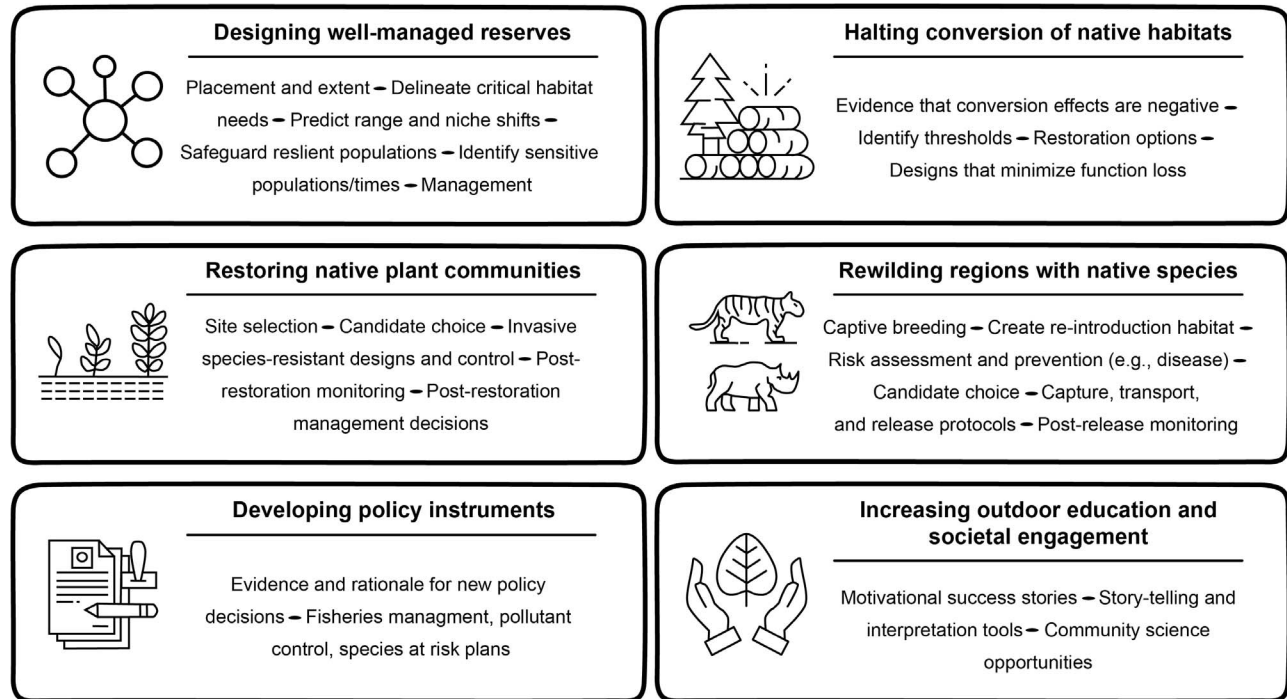 Designing well-managed reserves
Placement and extent – Delineate critical habitat
needs – Predict range and niche shifts –
Safeguard reslient populations – Identify sensitive
populations/times – Management
Halting conversion of native habitats
Evidence that conversion effects are negative –
Identify thresholds – Restoration options –
Designs that minimize function loss
Restoring native plant communities
Site selection – Candidate choice – Invasive
species-resistant designs and control – Post-
restoration monitoring – Post-restoration
management decisions
Rewilding regions with native species
Captive breeding – Create re-introduction habitat –
Risk assessment and prevention (e.g., disease) –
Candidate choice – Capture, transport,
and release protocols – Post-release monitoring
Developing policy instruments
Evidence and rationale for new policy
decisions – Fisheries managment, pollutant
control, species at risk plans
Increasing outdoor education and
societal engagement
Motivational success stories – Story-telling and
interpretation tools – Community science
opportunities